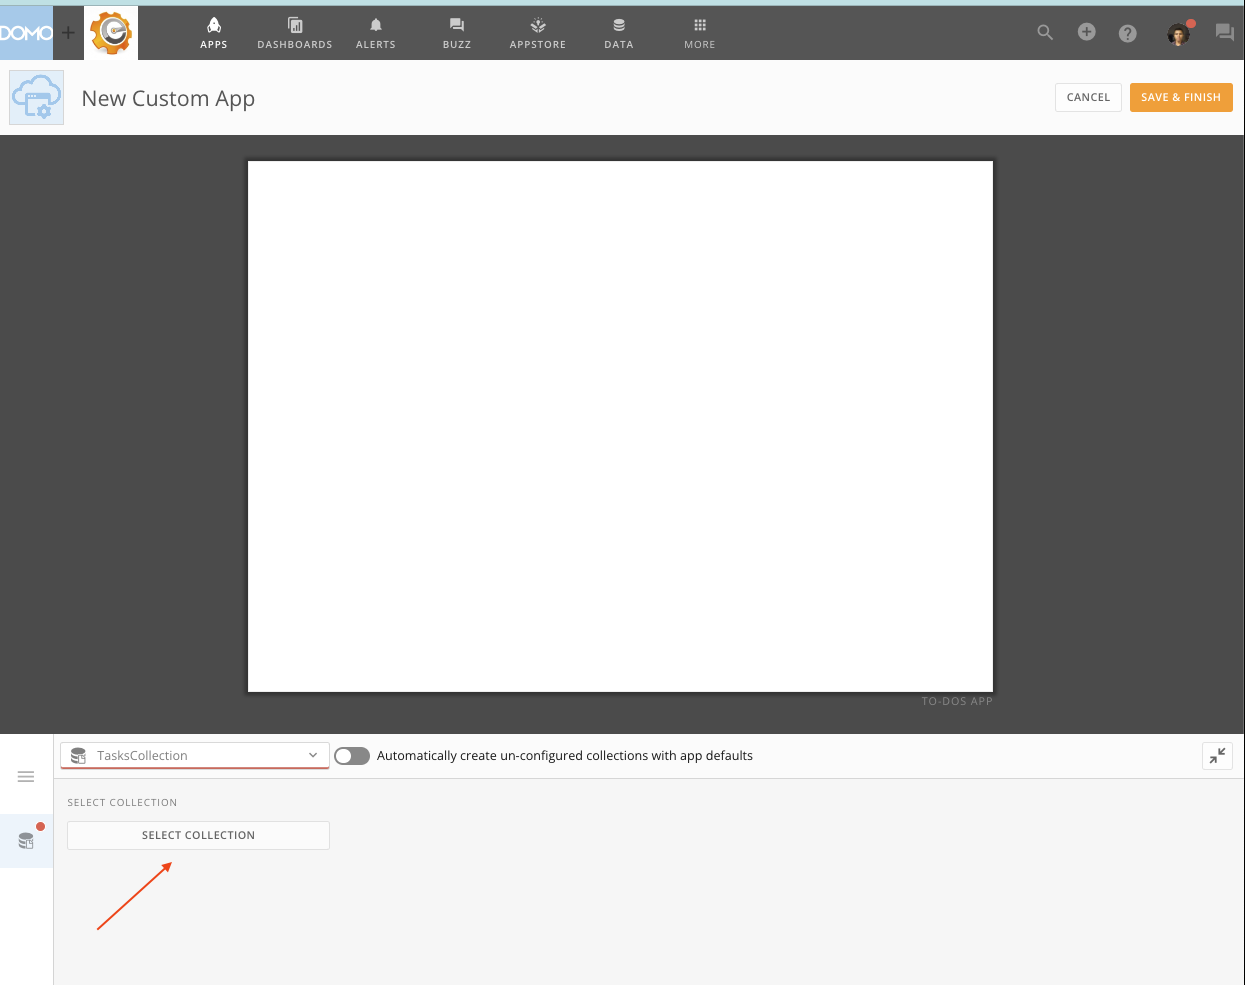 DOMO
APPS
DASHBOARDS
ALERTS
BUZZ
APPSTORE
DATA
MORE
New Custom App
CANCEL
SAVE & FINISH
TO-DOS APP
TasksCollection
Automatically create un-configured collections with app defaults
SELECT COLLECTION
SELECT COLLECTION